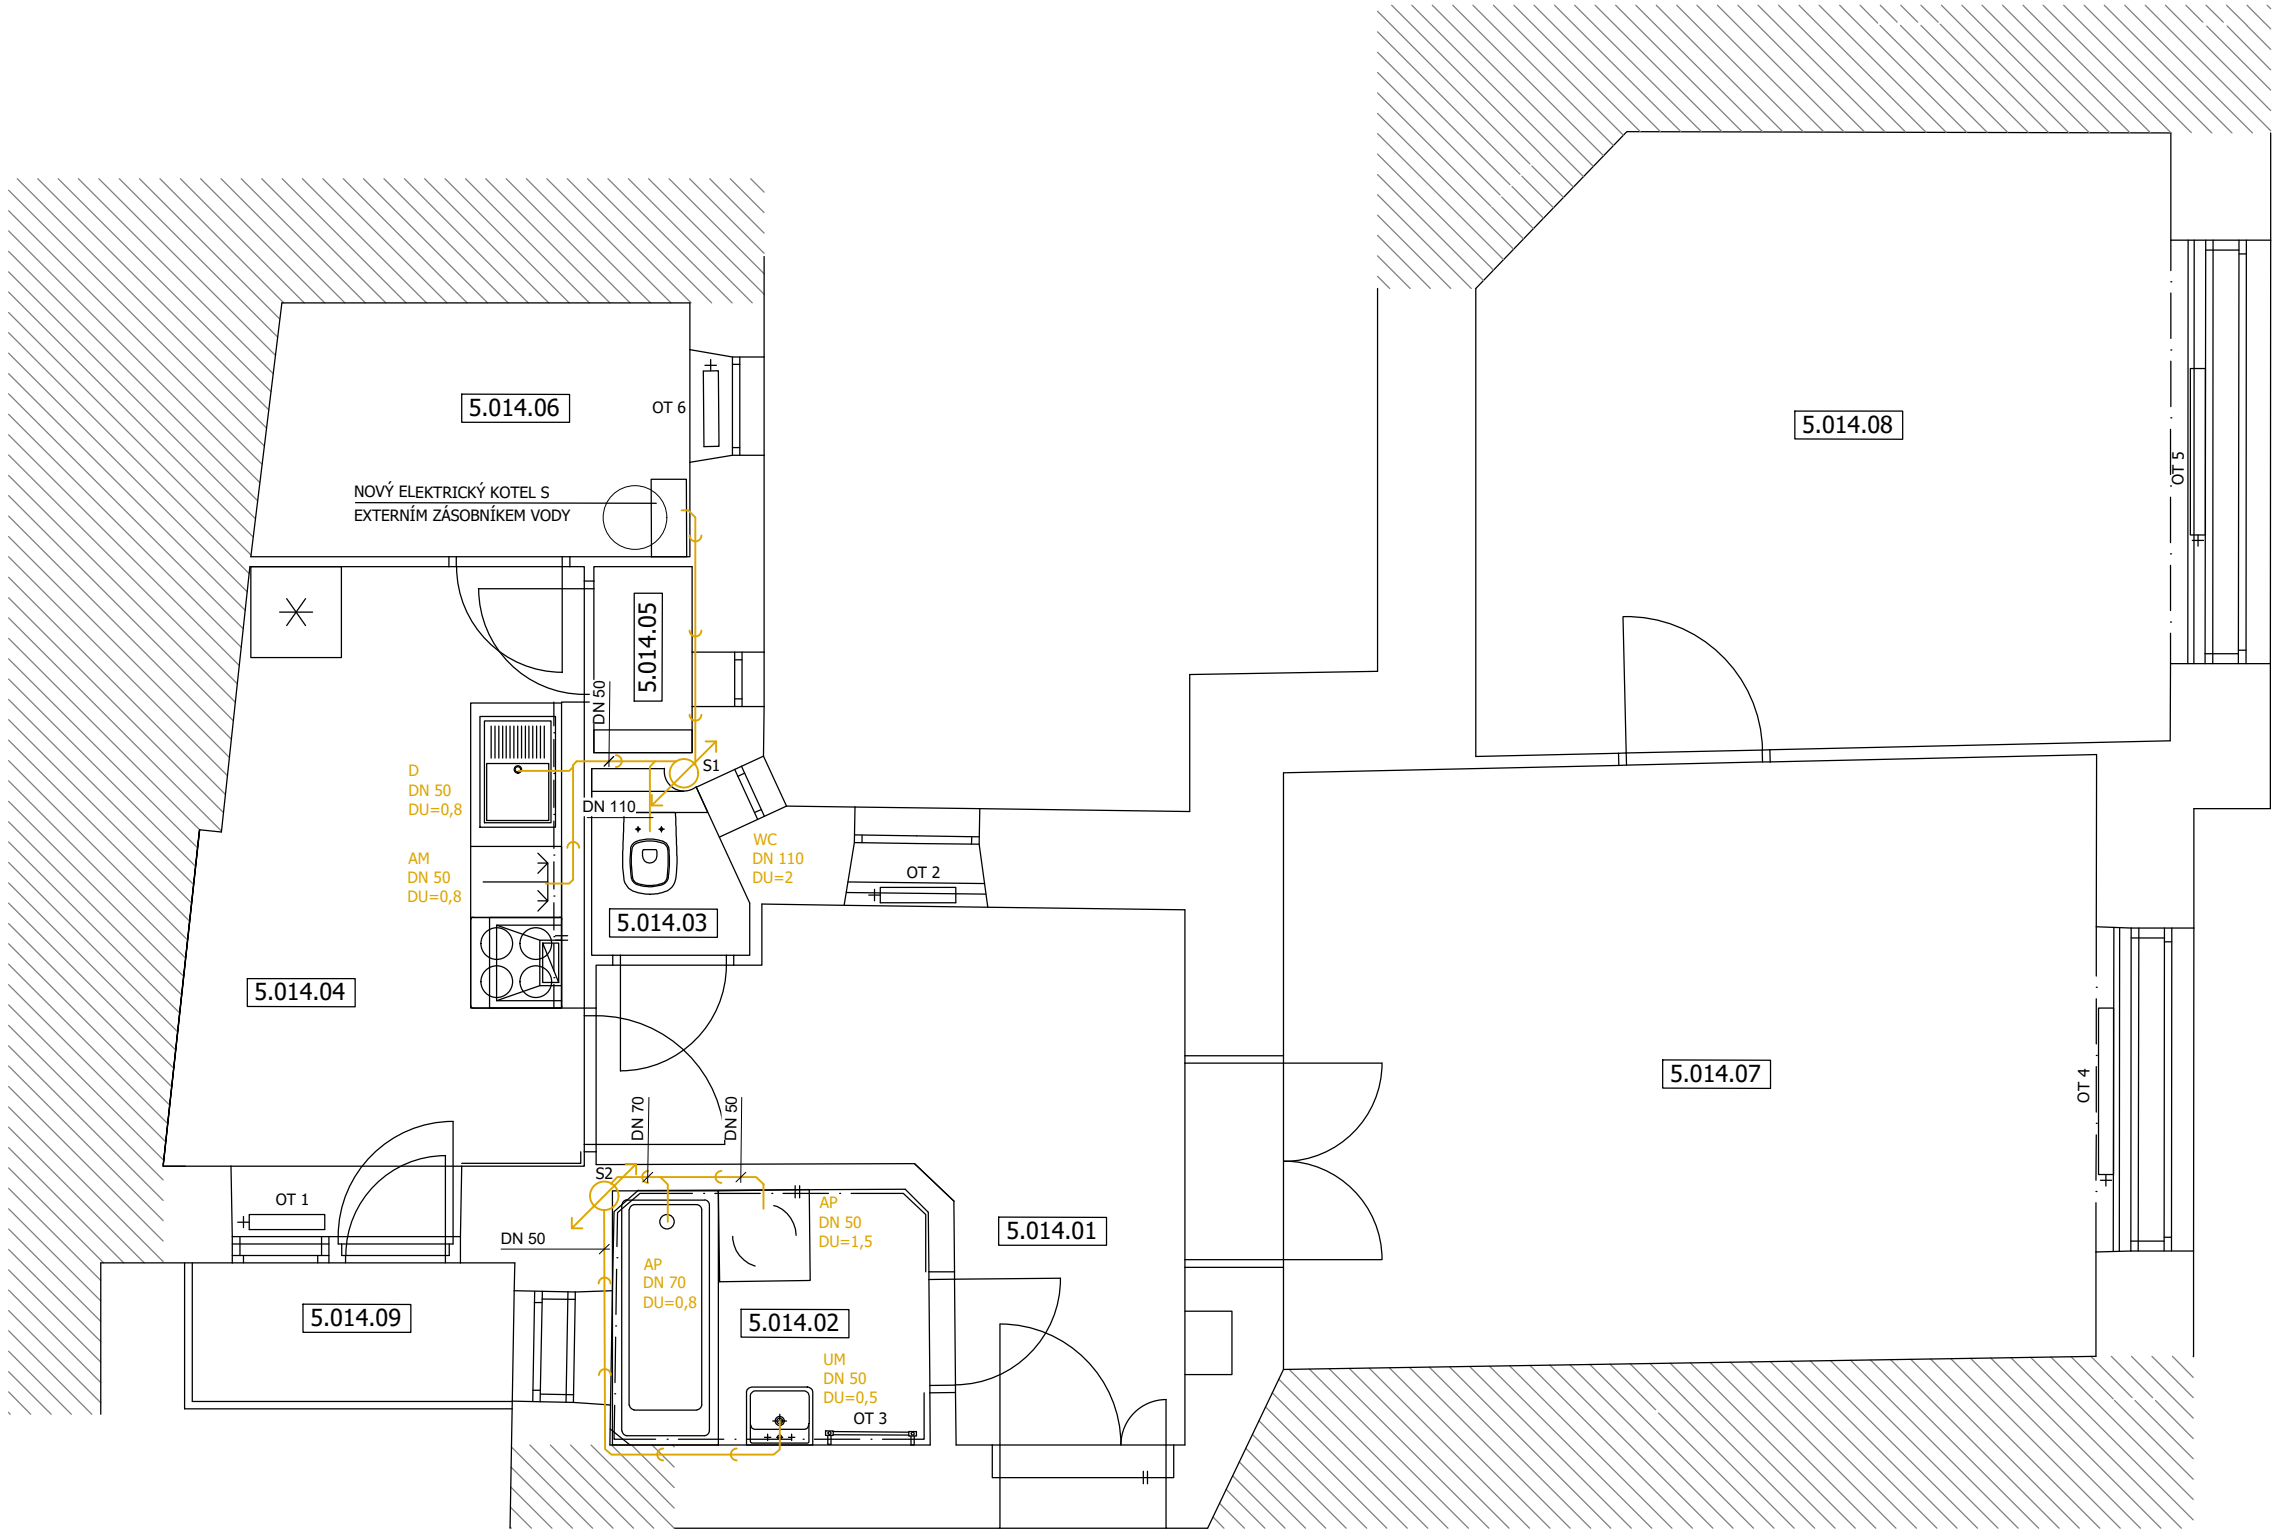 5.014.06
OT 6
5.014.08
OT 5
NOVÝ ELEKTRICKÝ KOTEL S
EXTERNÍM ZÁSOBNÍKEM VODY
5.014.05
DN 50
S1
D
DN 50
DU=0,8
DN 110
AM
DN 50
DU=0,8
WC
DN 110
DU=2
OT 2
5.014.03
5.014.04
5.014.07
OT 4
DN 70
DN 50
S2
OT 1
AP
DN 50
DU=1,5
5.014.01
DN 50
AP
DN 70
DU=0,8
5.014.09
5.014.02
UM
DN 50
DU=0,5
OT 3